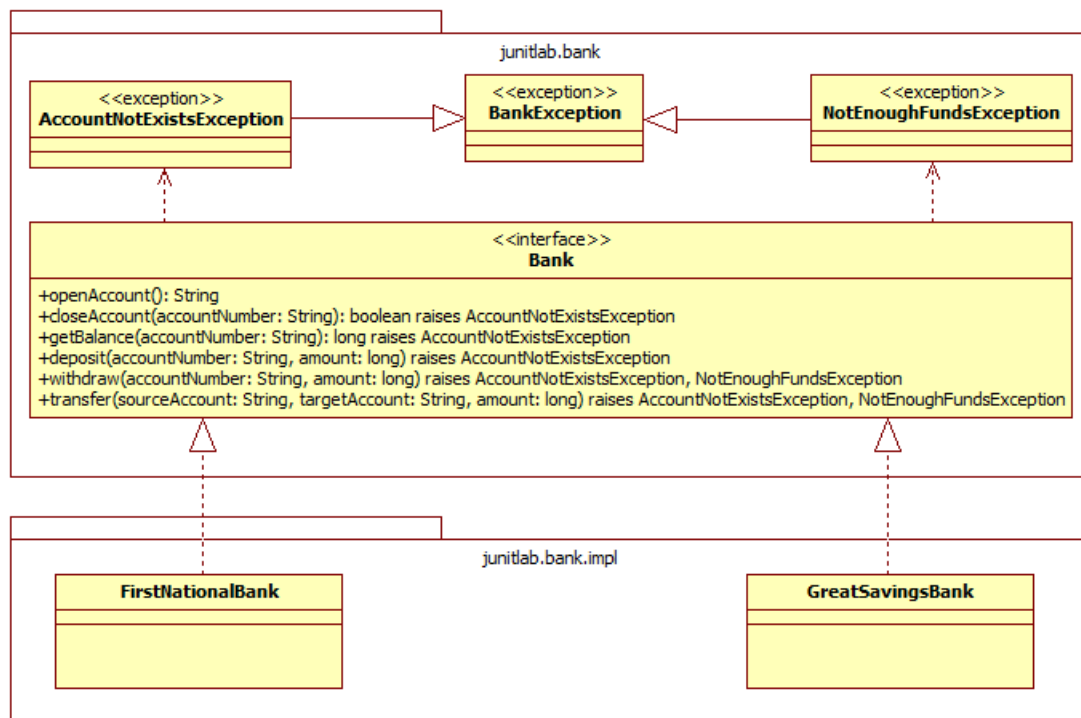 junitlab.bank
<<exception>>
AccountNotExistsException
<<exception>>
BankException
<<exception>>
NotEnoughFundsException
<<interface>>
Bank
+openAccount(): String
+closeAccount(accountNumber: String): boolean raises AccountNotExistsException
+getBalance(accountNumber: String): long raises AccountNotExistsException
+deposit(accountNumber: String, amount: long) raises AccountNotExistsException
+withdraw(accountNumber: String, amount: long) raises AccountNotExistsException, NotEnoughFundsException
+transfer(sourceAccount: String, targetAccount: String, amount: long) raises AccountNotExistsException, NotEnoughFundsException
junitlab.bank.impl
FirstNationalBank
GreatSavingsBank